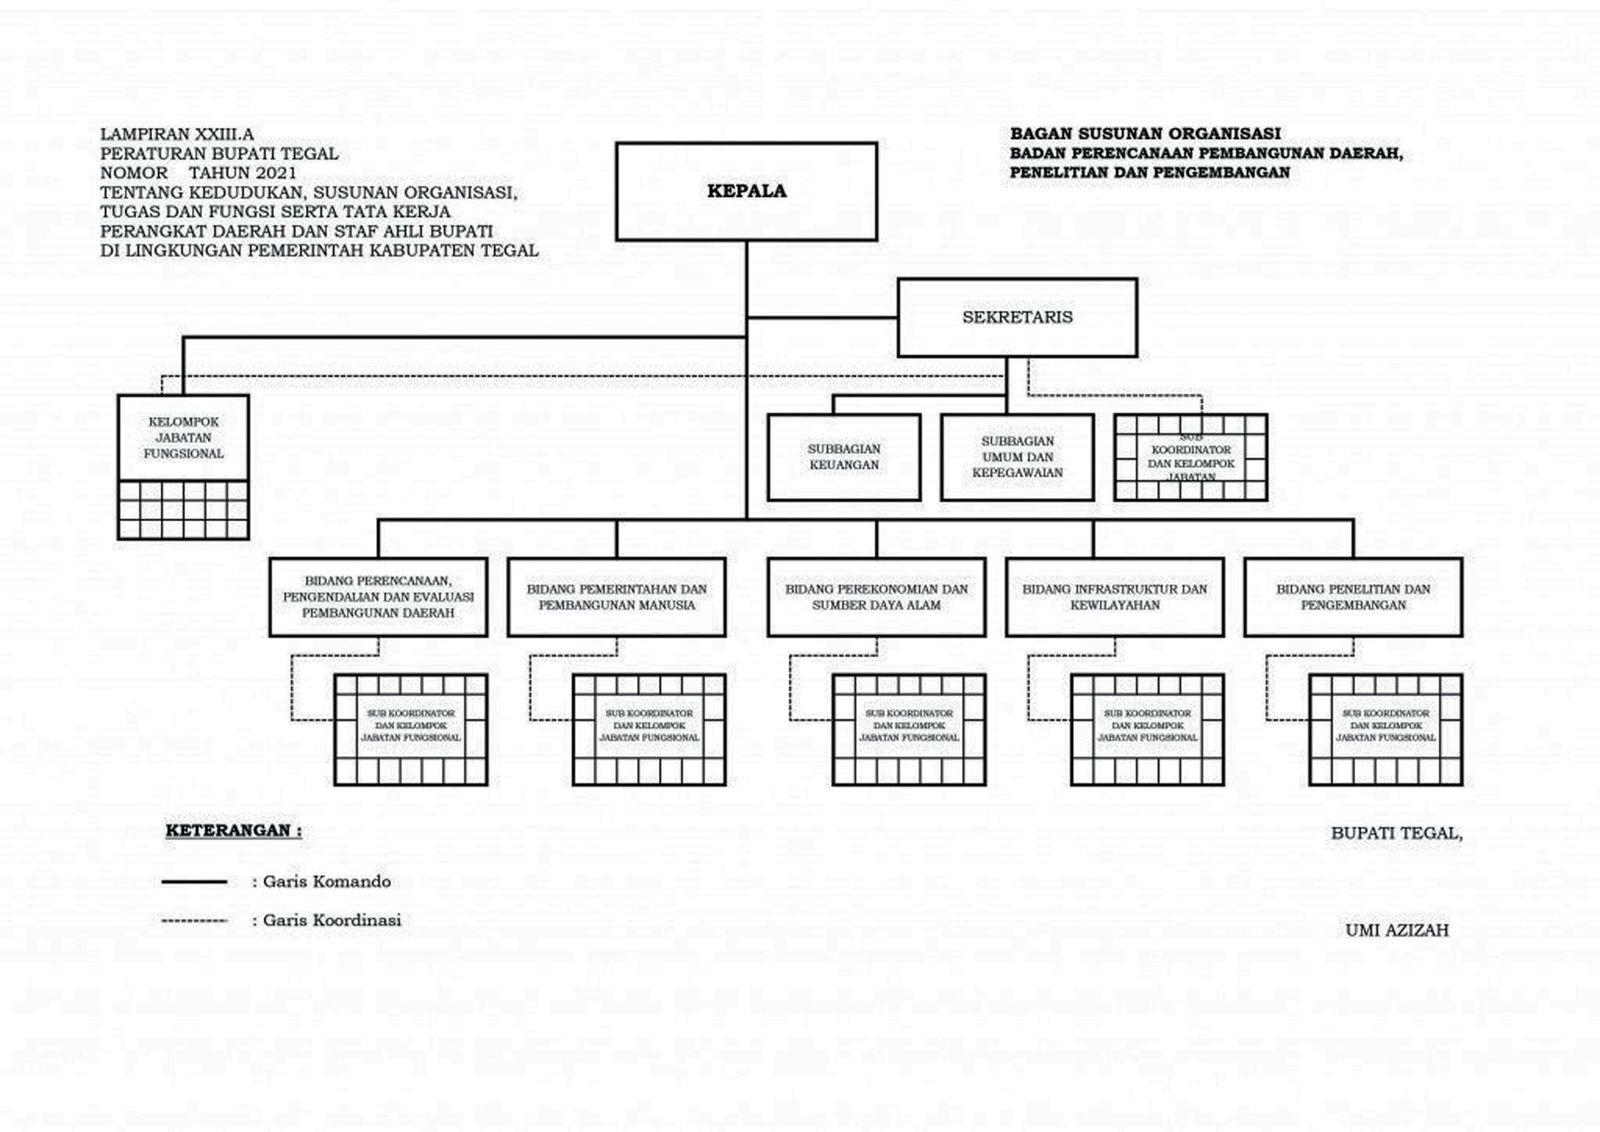 LAMPIRAN XXIII.A
PERATURAN BUPATI TEGAL
NOMOR TAHUN 2021
TENTANG KEDUDUKAN, SUSUNAN ORGANISASI,
TUGAS DAN FUNGSI SERTA TATA KERJA
PERANGKAT DAERAH DAN STAF AHLI BUPATI
DI LINGKUNGAN PEMERINTAH KABUPATEN TEGAL
BAGAN SUSUNAN ORGANISASI
BADAN PERENCANAAN PEMBANGUNAN DAERAH,
PENELITIAN DAN PENGEMBANGAN
KEPALA
SEKRETARIS
KELOMPOK
JABATAN
FUNGSIONAL
SUBBAGIAN
KEUANGAN
SUBBAGIAN
UMUM DAN
KEPEGAWAIAN
SUB
KOORDINATOR
DAN KELOMPOK
JABATAN
BIDANG PERENCANAAN,
PENGENDALIAN DAN EVALUASI
PEMBANGUNAN DAERAH
BIDANG PEMERINTAHAN DAN
PEMBANGUNAN MANUSIA
BIDANG PEREKONOMIAN DAN
SUMBER DAYA ALAM
BIDANG INFRASTRUKTUR DAN
KEWILAYAHAN
BIDANG PENELITIAN DAN
PENGEMBANGAN
SUB KOORDINATOR
DAN KELOMPOK
JABATAN FUNGSIONAL
SUB KOORDINATOR
DAN KELOMPOK
JABATAN FUNGSIONAL
SUB KOORDINATOR
DAN KELOMPOK
JABATAN FUNGSIONAL
SUB KOORDINATOR
DAN KELOMPOK
JABATAN FUNGSIONAL
SUB KOORDINATOR
DAN KELOMPOK
JABATAN FUNGSIONAL
KETERANGAN :
: Garis Komando
: Garis Koordinasi
BUPATI TEGAL,
UMI AZIZAH